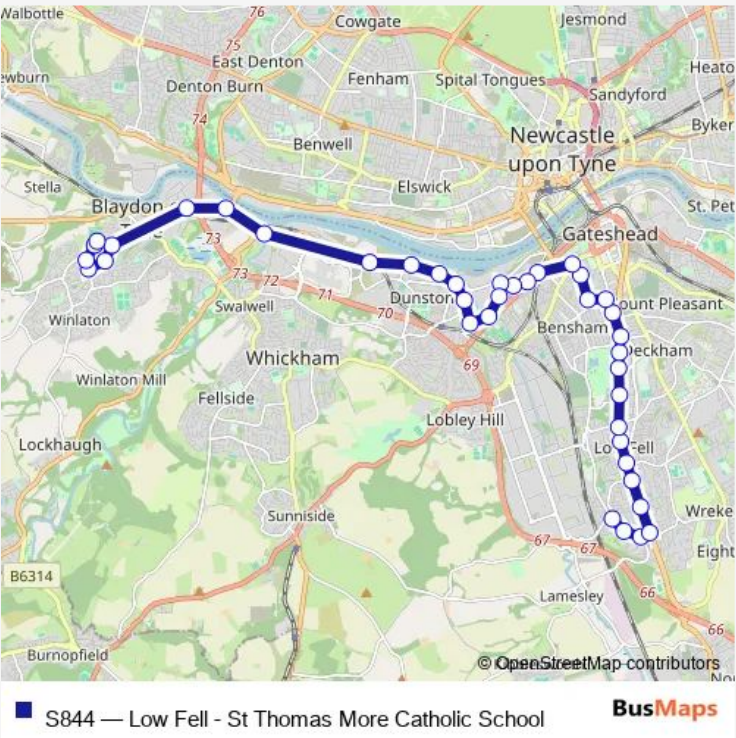 Walbottle
76
Cowgate
Jesmond
75
East Denton
Heato
ewburn
Denton Burn
Fenham
Spital Tongues
Sandyford
74
Newcastle
upon Tyne
Byker
Benwell
Stella
Elswick
Blaydon
St. Pet
73
Gateshead
73
72
71
Dunston
70
ount Pleasant
Swalwell
Winlaton
Bensham
Deckham
Whickham
69
Winlaton Mill
Fellside
Lobley Hill
Lockhaugh
Low Fell
Sunniside
Wreke
67
67
Eight
B6314
Lamesley
66
66
Burnopfield
© OpenStreetMap contributors
No
S844 — Low Fell - St Thomas More Catholic School
BusMaps